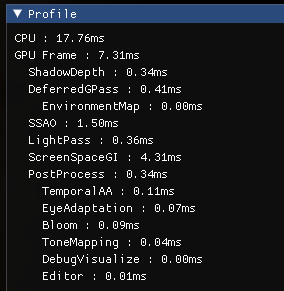 ▼ Profile
CPU : 17.76ms
GPU Frame : 7.31ms
ShadowDepth : 0.34ms
DeferredGPass : 0.41ms
EnvironmentMap : 0.00ms
SSAO : 1.50ms
LightPass : 0.36ms
ScreenSpaceGI : 4.31ms
PostProcess : 0.34ms
TemporalAA : 0.11ms
EyeAdaptation : 0.07ms
Bloom : 0.09ms
ToneMapping : 0.04ms
DebugVisualize : 0.00ms
Editor : 0.01ms